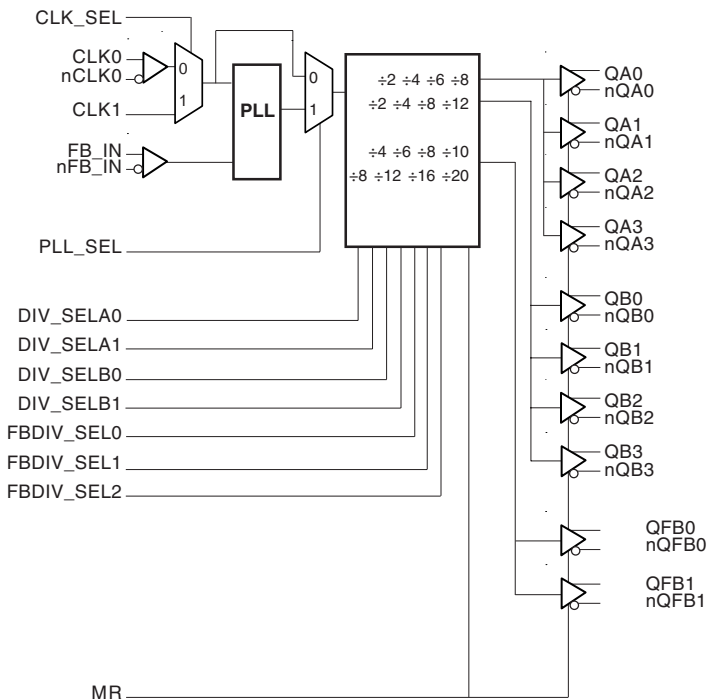 CLK_SEL
CLK0
nCLK0
0
CLK1
1
PLL
0
1
FB_IN
nFB_IN
PLL_SEL
÷2 ÷4 ÷6 ÷8
÷2 ÷4 ÷8 ÷12
÷4 ÷6 ÷8 ÷10
÷8 ÷12 ÷16 ÷20
DIV_SELA0
DIV_SELA1
DIV_SELB0
DIV_SELB1
FBDIV_SEL0
FBDIV_SEL1
FBDIV_SEL2
MR
QA0
nQA0
QA1
nQA1
QA2
nQA2
QA3
nQA3
QB0
nQB0
QB1
nQB1
QB2
nQB2
QB3
nQB3
QFB0
nQFB0
QFB1
nQFB1